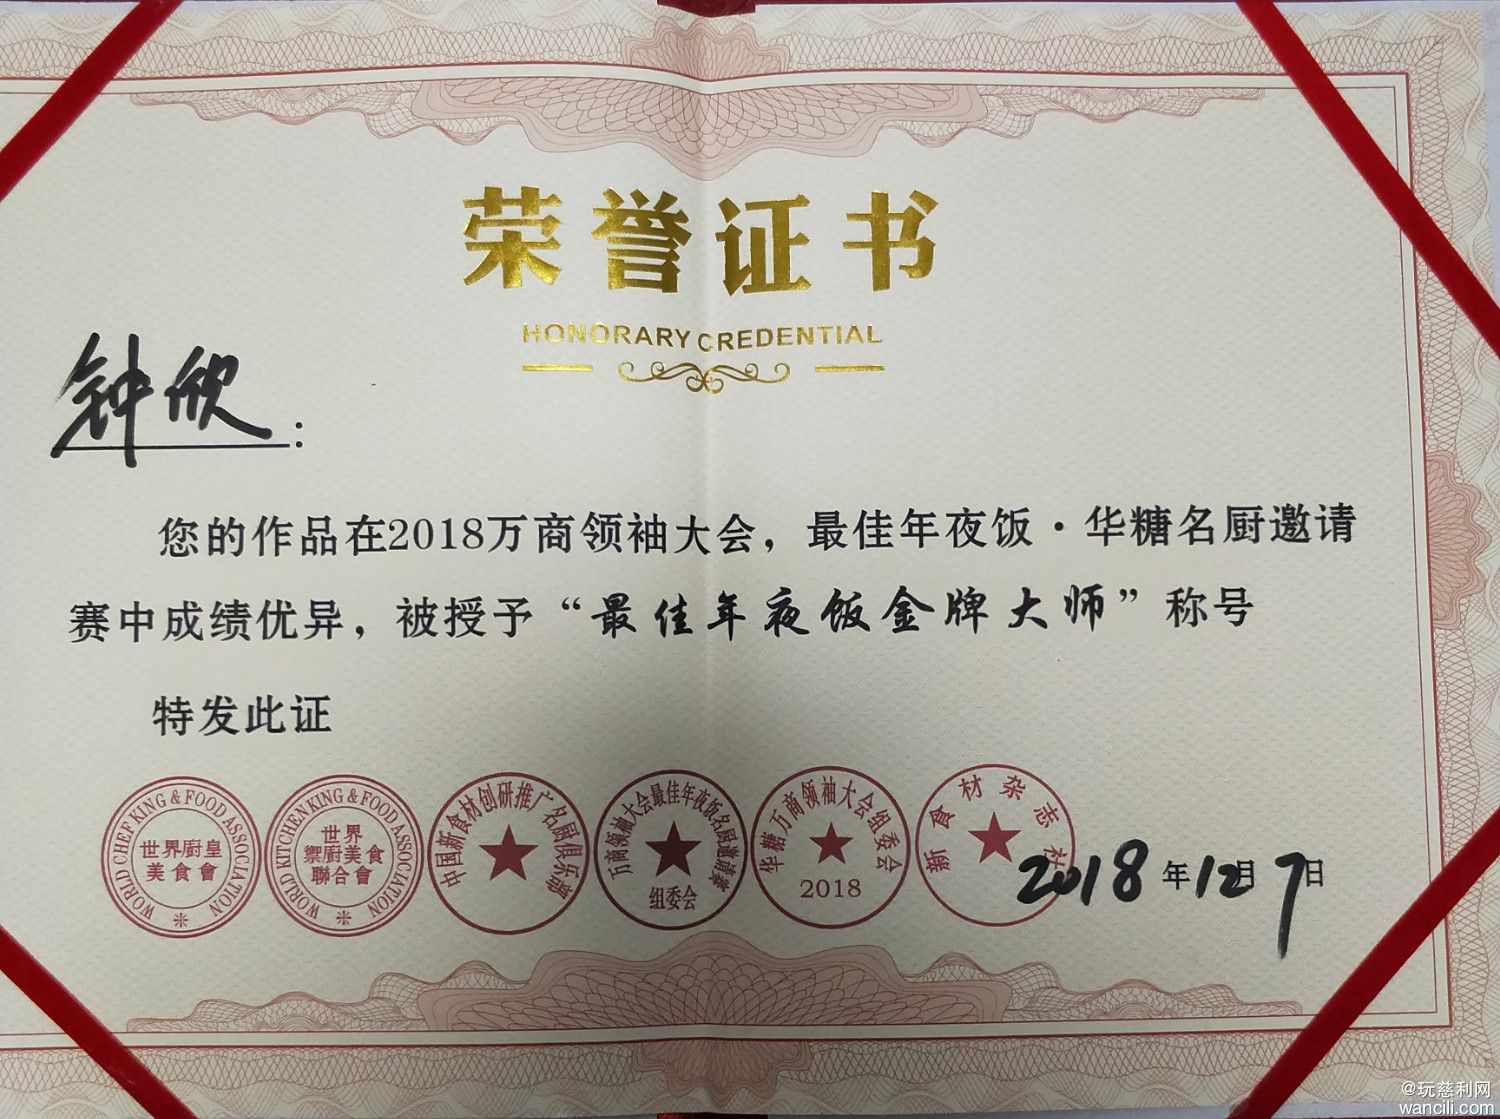 荣誉证书
HONORARY CREDENTIAL
钟欣:
您的作品在2018万商领袖大会，最佳年夜饭·华糖名厨邀请
赛中成绩优异，被授予“最佳年夜饭金牌大师”称号
特发此证
WORLD CHEF KING & FOOD ASSOCIATION
世界厨皇
美食會
WORLD KITCHEN KING & FOOD ASSOCIATION
世界
禦厨美食
聯合會
中国新食材创研推广名厨俱乐部
万商领袖大会最佳年夜饭名厨邀请赛
组委会
华糖万商领袖大会组委会
2018
新食材杂志社
2018年12月7日
@玩慈利网
wancili.com